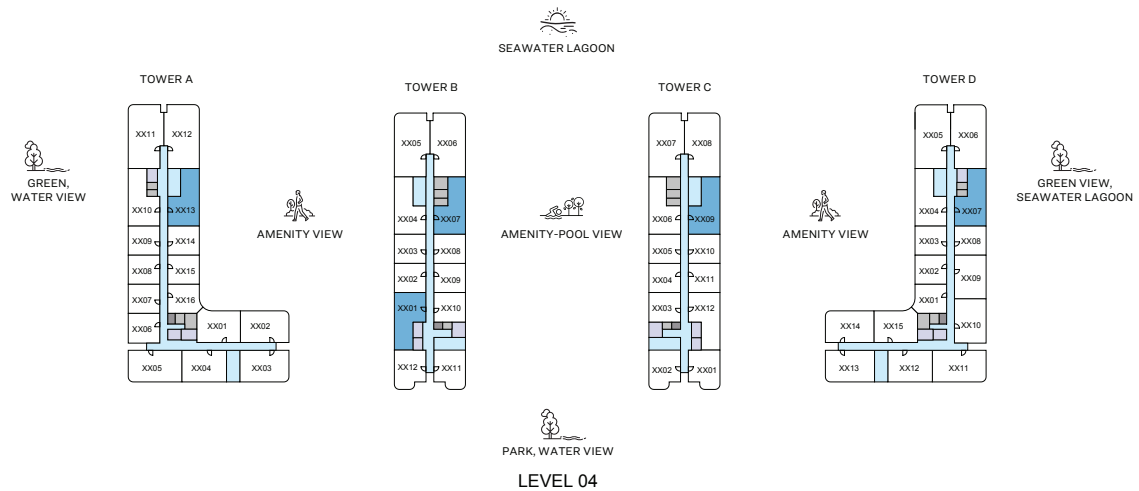 SEAWATER LAGOON
TOWER A
TOWER B
TOWER C
TOWER D
GREEN,
WATER VIEW
AMENITY VIEW
AMENITY-POOL VIEW
AMENITY VIEW
GREEN VIEW,
SEAWATER LAGOON
XX11 XX12
XX10 XX13
XX09 XX14
XX08 XX15
XX07 XX16
XX06 XX01 XX02
XX05 XX04 XX03
XX05 XX06
XX04 XX07
XX03 XX08
XX02 XX09
XX01 XX10
XX12 XX11
XX07 XX08
XX06 XX09
XX05 XX10
XX04 XX11
XX03 XX12
XX02 XX01
XX05 XX06
XX04 XX07
XX03 XX08
XX02 XX09
XX01
XX14 XX15 XX10
XX13 XX12 XX11
PARK, WATER VIEW
LEVEL 04